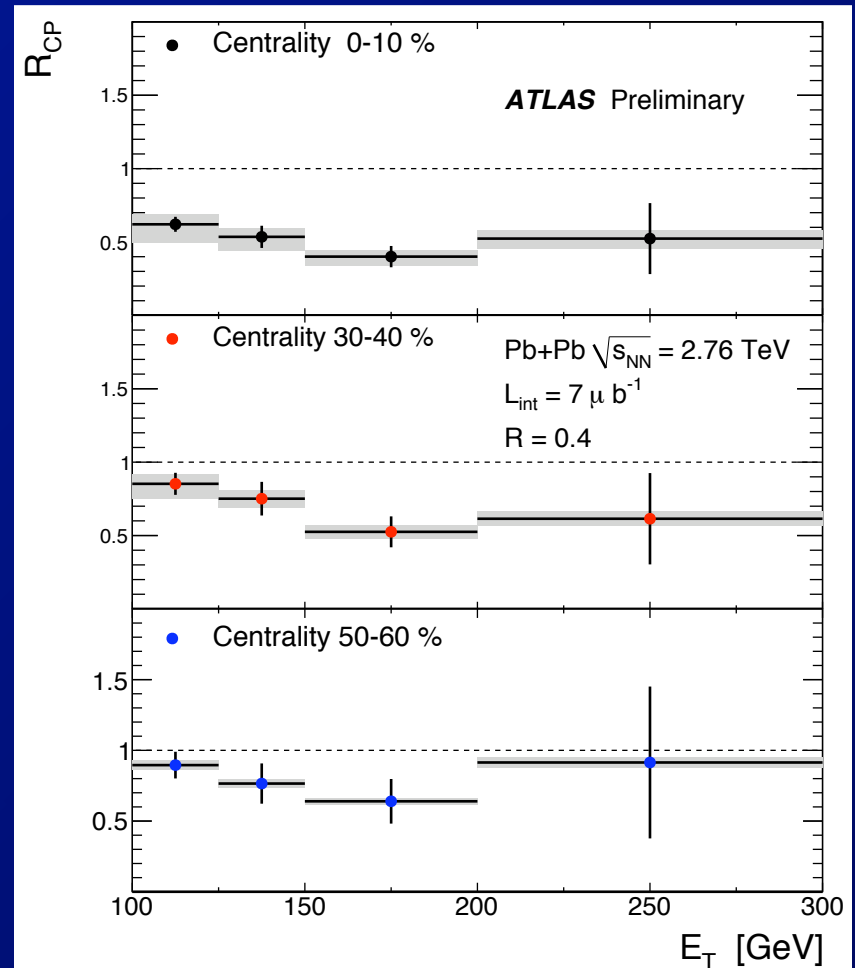 R_CP
Centrality 0-10 %
ATLAS Preliminary
1.5
1
0.5
Centrality 30-40 %
Pb+Pb √s_NN = 2.76 TeV
L_int = 7 μ b^-1
R = 0.4
1.5
1
0.5
Centrality 50-60 %
1.5
1
0.5
100 150 200 250 300
E_T [GeV]